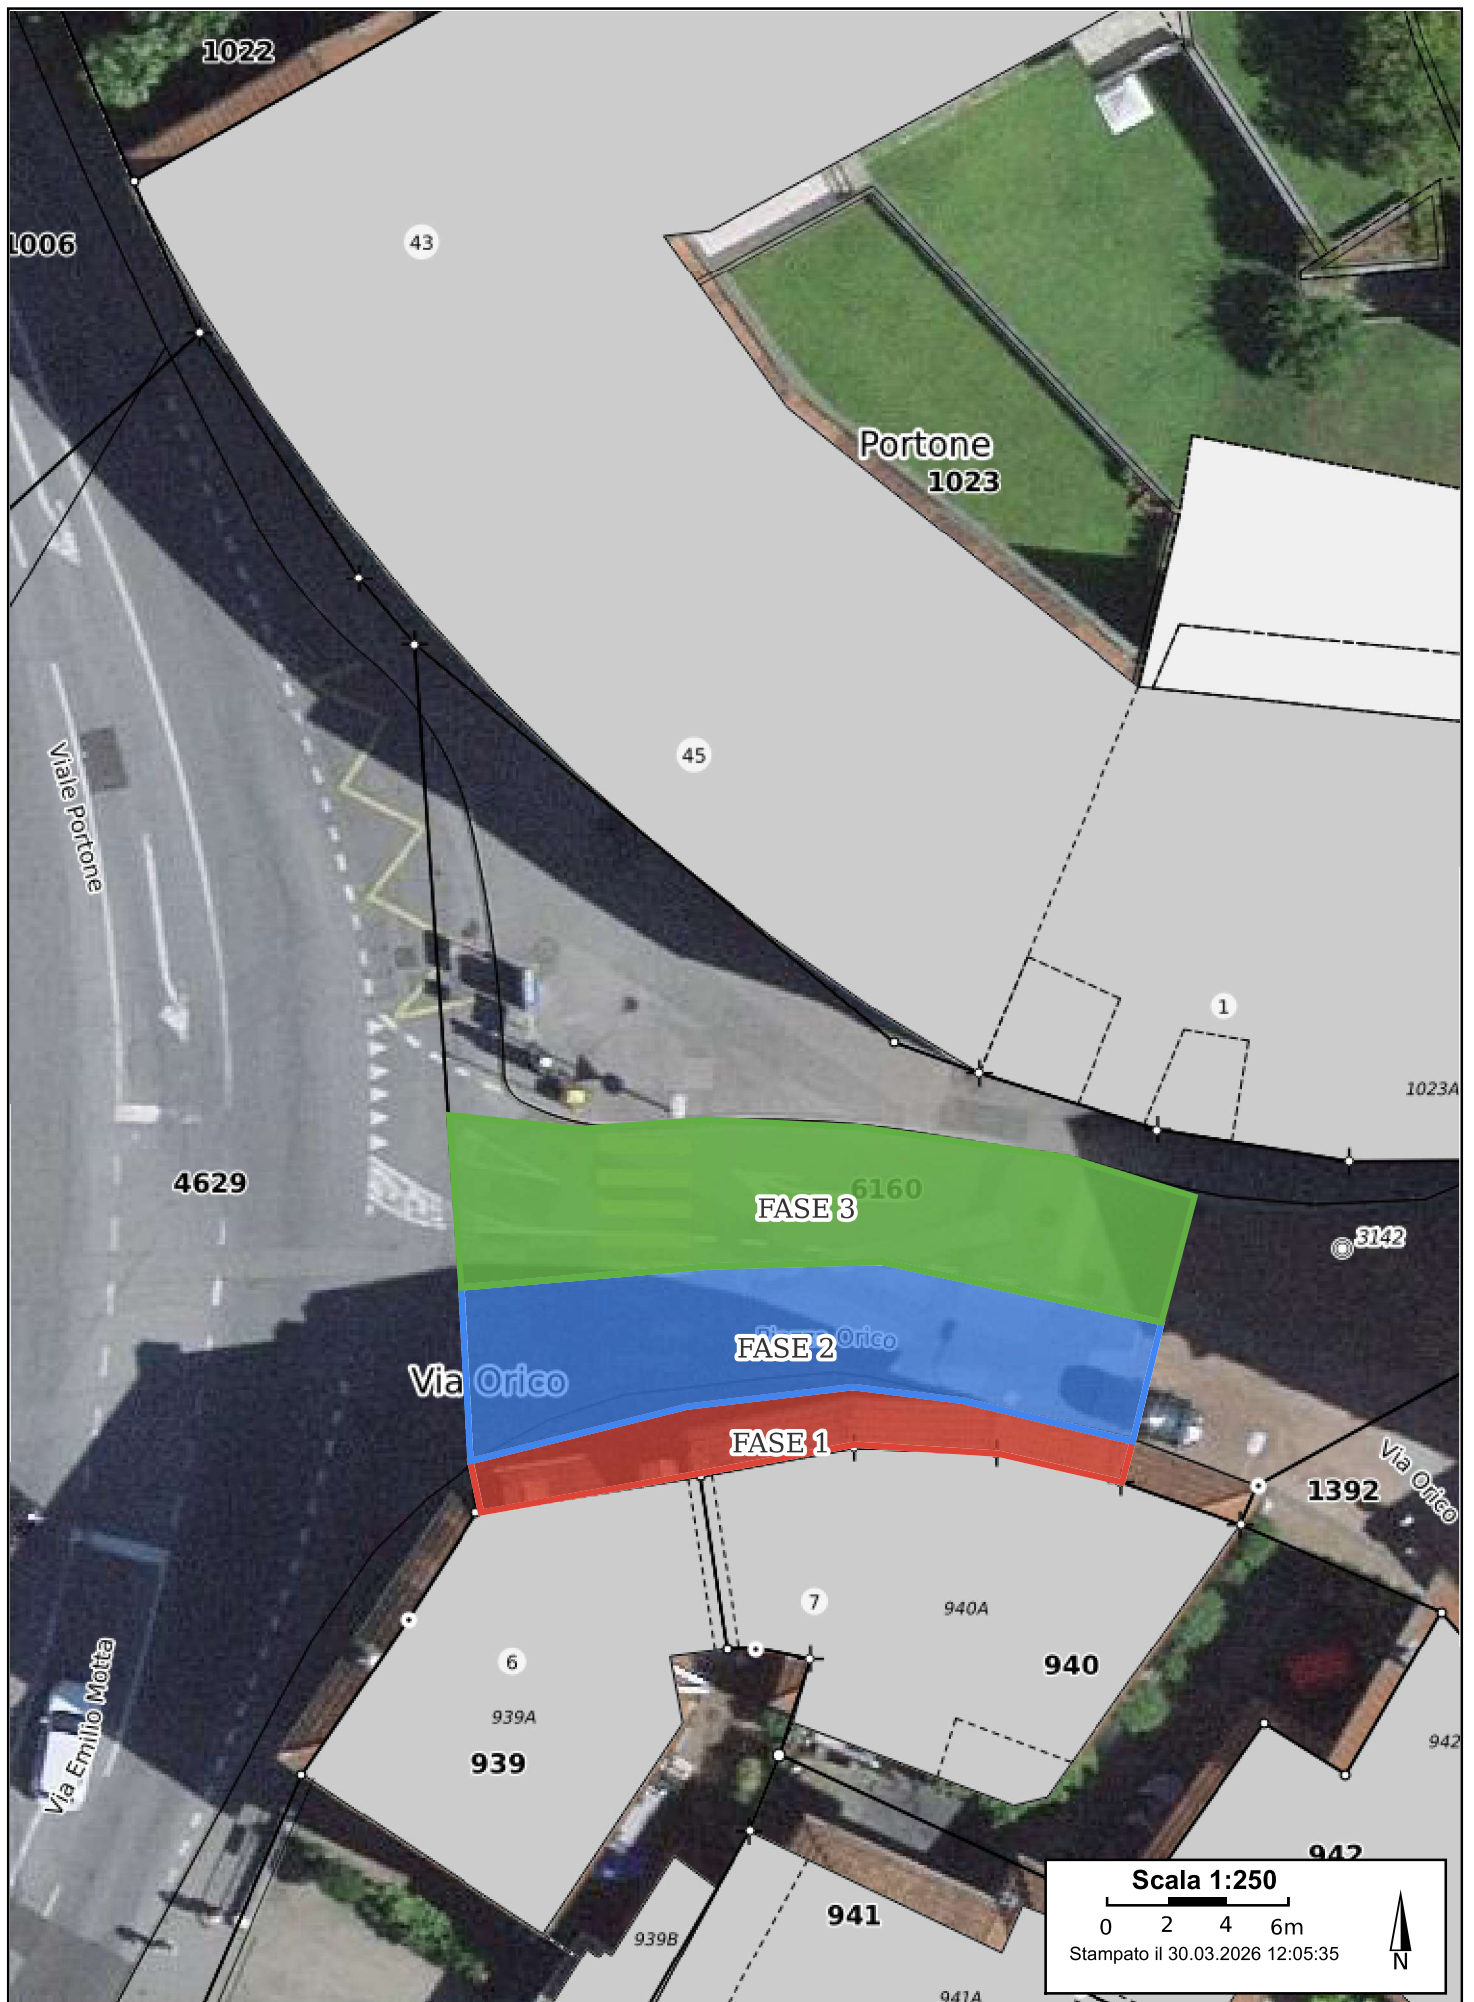 1022
1006
43
Portone
1023
45
Viale Portone
1
1023A
4629
6160
FASE 3
3142
Piazza Orico
FASE 2
Via Orico
FASE 1
Via Orico
1392
7
940A
6
940
939A
939
Via Emilio Motta
942
942
941
939B
941A
Scala 1:250
0 2 4 6m
Stampato il 30.03.2026 12:05:35
N